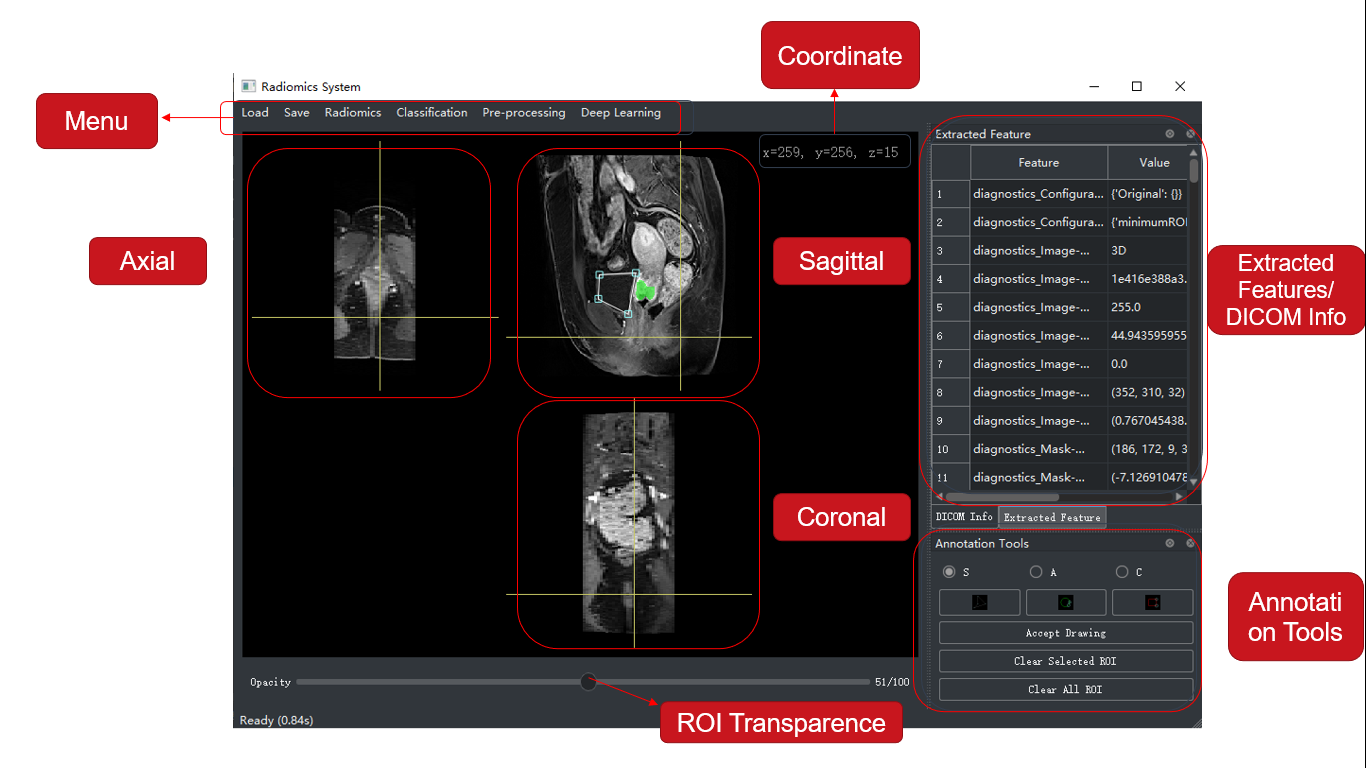 Coordinate
Menu
Radiomics System
Load Save Radiomics Classification Pre-processing Deep Learning
x=259, y=256, z=15
Axial
Sagittal
Coronal
Extracted Feature
Feature Value
1 diagnostics_Configura... {'Original': {}}
2 diagnostics_Configura... {'minimumROI
3 diagnostics_Image-... 3D
4 diagnostics_Image-... 1e416e388a3.
5 diagnostics_Image-... 255.0
6 diagnostics_Image-... 44.943595955
7 diagnostics_Image-... 0.0
8 diagnostics_Image-... (352, 310, 32)
9 diagnostics_Image-... (0.767045438.
10 diagnostics_Mask-... (186, 172, 9, 3
11 diagnostics_Mask-... (-7.126910478
DICOM Info Extracted Feature
Extracted
Features/
DICOM Info
Annotation Tools
S A C
Accept Drawing
Clear Selected ROI
Clear All ROI
Annotati
on Tools
Opacity 51/100
ROI Transparence
Ready (0.84s)